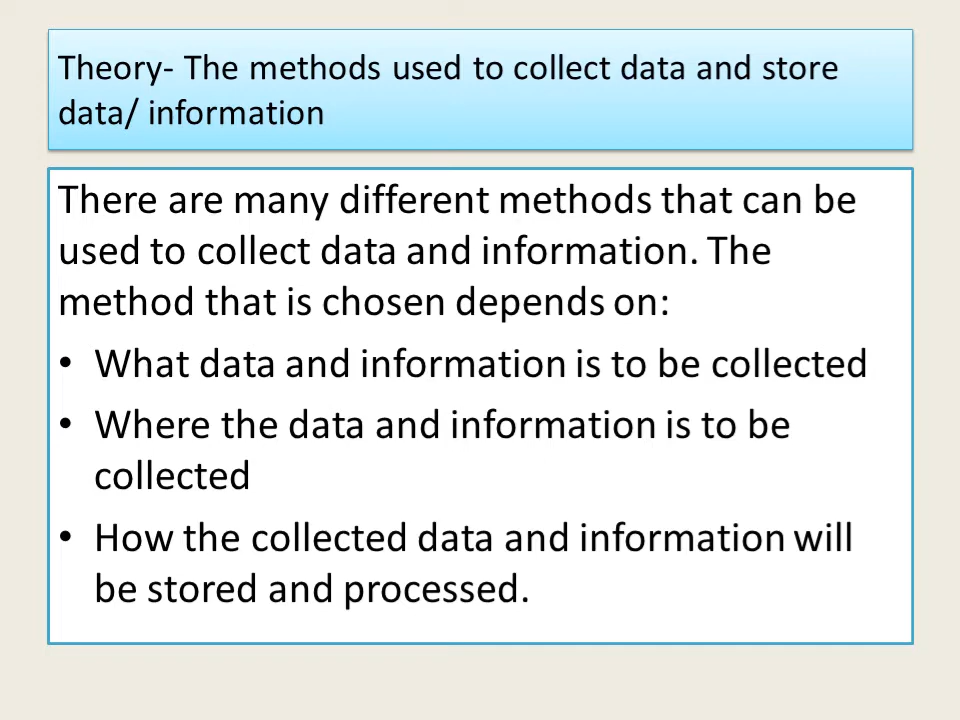 Theory- The methods used to collect data and store
data/ information
There are many different methods that can be
used to collect data and information. The
method that is chosen depends on:
• What data and information is to be collected
• Where the data and information is to be
collected
• How the collected data and information will
be stored and processed.